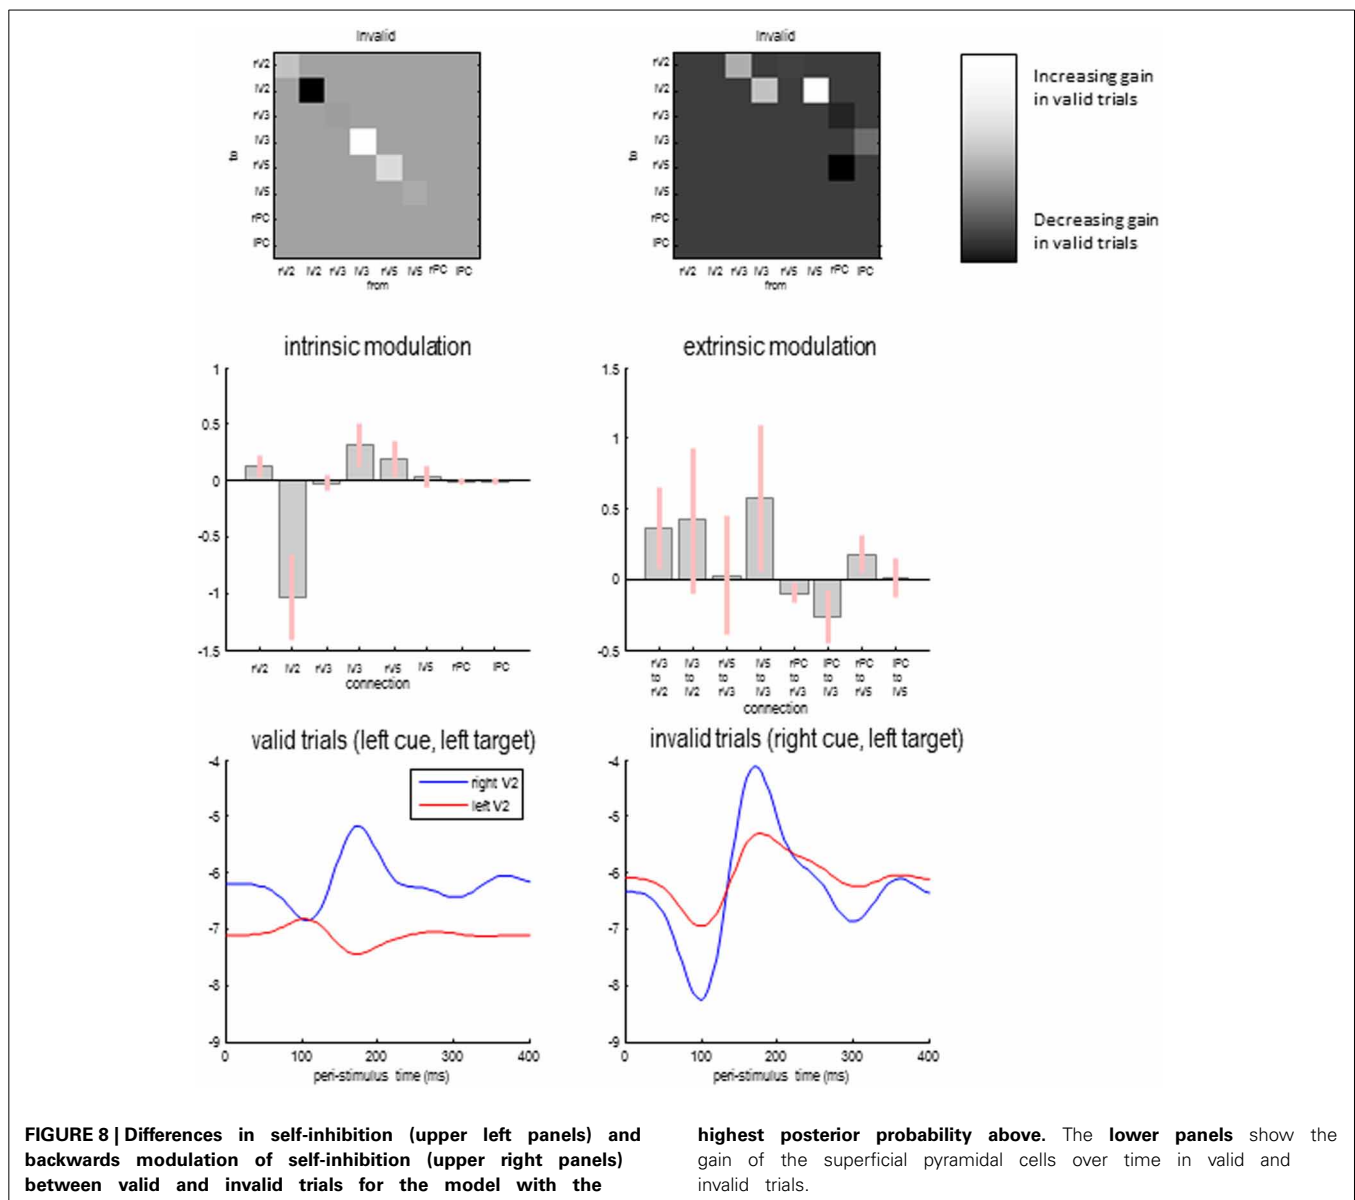 Invalid
Invalid
rV2
lV2
rV3
lV3
rV5
lV5
rPC
lPC
to
rV2 lV2 rV3 lV3 rV5 lV5 rPC lPC
from
rV2
lV2
rV3
lV3
rV5
lV5
rPC
lPC
to
rV2 lV2 rV3 lV3 rV5 lV5 rPC lPC
from
Increasing gain
in valid trials
Decreasing gain
in valid trials
intrinsic modulation
1
0.5
0
-0.5
-1
-1.5
rV2 lV2 rV3 lV3 rV5 lV5 rPC lPC
connection
extrinsic modulation
1.5
1
0.5
0
-0.5
rV3 lV3 rV5 lV5 rPC lPC rPC lPC
to to to to to to to to
rV2 lV2 rV3 lV3 rV3 lV3 rV5 lV5
connection
valid trials (left cue, left target)
-4
-5
-6
-7
-8
-9
right V2
left V2
0 100 200 300 400
peri-stimulus time (ms)
invalid trials (right cue, left target)
-4
-5
-6
-7
-8
-9
0 100 200 300 400
peri-stimulus time (ms)
FIGURE 8 | Differences in self-inhibition (upper left panels) and
backwards modulation of self-inhibition (upper right panels)
between valid and invalid trials for the model with the
highest posterior probability above. The lower panels show the
gain of the superficial pyramidal cells over time in valid and
invalid trials.